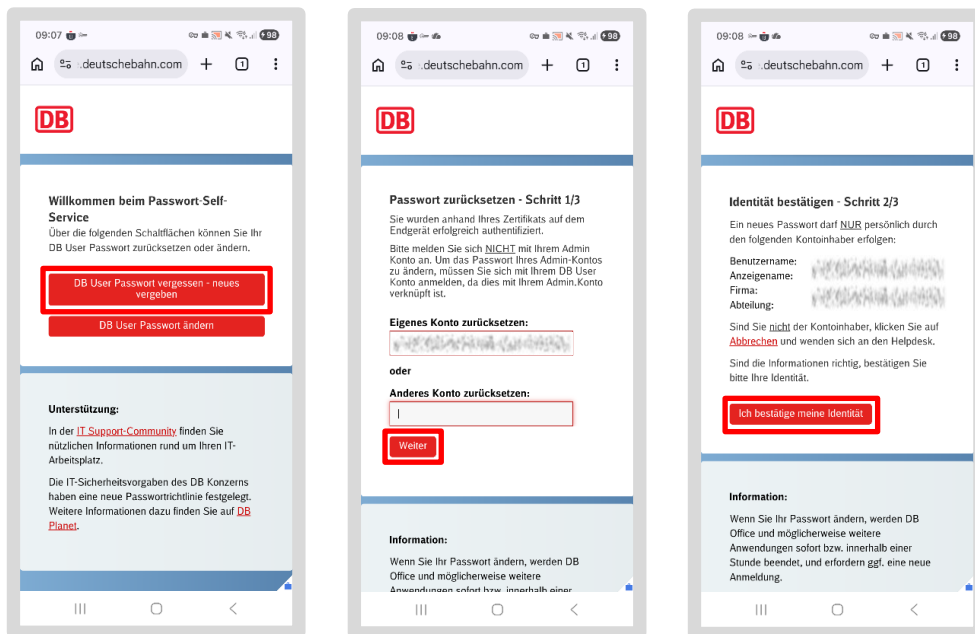 09:07
98
.deutschebahn.com
1
DB
Willkommen beim Passwort-Self-
Service
Über die folgenden Schaltflächen können Sie Ihr
DB User Passwort zurücksetzen oder ändern.
DB User Passwort vergessen - neues
vergeben
DB User Passwort ändern
Unterstützung:
In der IT Support-Community finden Sie
nützlichen Informationen rund um Ihren IT-
Arbeitsplatz.
Die IT-Sicherheitsvorgaben des DB Konzerns
haben eine neue Passwortrichtlinie festgelegt.
Weitere Informationen dazu finden Sie auf DB
Planet.
09:08
98
.deutschebahn.com
1
DB
Passwort zurücksetzen - Schritt 1/3
Sie wurden anhand Ihres Zertifikats auf dem
Endgerät erfolgreich authentifiziert.
Bitte melden Sie sich NICHT mit Ihrem Admin
Konto an. Um das Passwort Ihres Admin-Kontos
zu ändern, müssen Sie sich mit Ihrem DB User
Konto anmelden, da dies mit Ihrem Admin.Konto
verknüpft ist.
Eigenes Konto zurücksetzen:
oder
Anderes Konto zurücksetzen:
Weiter
Information:
Wenn Sie Ihr Passwort ändern, werden DB
Office und möglicherweise weitere
Anwendungen sofort bzw. innerhalb einer
09:08
98
.deutschebahn.com
1
DB
Identität bestätigen - Schritt 2/3
Ein neues Passwort darf NUR persönlich durch
den folgenden Kontoinhaber erfolgen:
Benutzername:
Anzeigename:
Firma:
Abteilung:
Sind Sie nicht der Kontoinhaber, klicken Sie auf
Abbrechen und wenden sich an den Helpdesk.
Sind die Informationen richtig, bestätigen Sie
bitte Ihre Identität.
Ich bestätige meine Identität
Information:
Wenn Sie Ihr Passwort ändern, werden DB
Office und möglicherweise weitere
Anwendungen sofort bzw. innerhalb einer
Stunde beendet, und erfordern ggf. eine neue
Anmeldung.